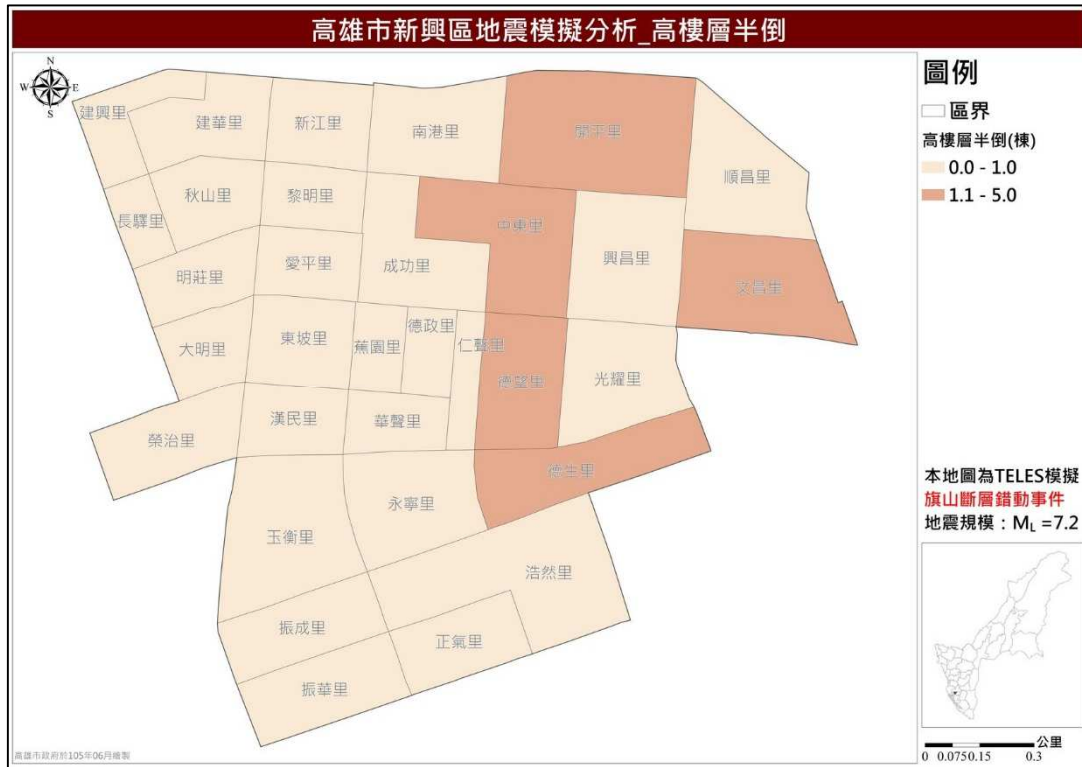 高雄市新興區地震模擬分析_高樓層半倒
N
W
E
S
建興里
建華里
新江里
南港里
開平里
順昌里
長驛里
秋山里
黎明里
中東里
興昌里
文昌里
明莊里
愛平里
成功里
大明里
東坡里
蕉園里
德政里
仁聲里
德望里
光耀里
榮治里
漢民里
華聲里
德生里
永寧里
玉衡里
浩然里
振成里
正氣里
振華里
高雄市政府於105年06月繪製
圖例
區界
高樓層半倒(棟)
0.0 - 1.0
1.1 - 5.0
本地圖為TELES模擬
旗山斷層錯動事件
地震規模：ML =7.2
公里
0 0.075 0.15 0.3